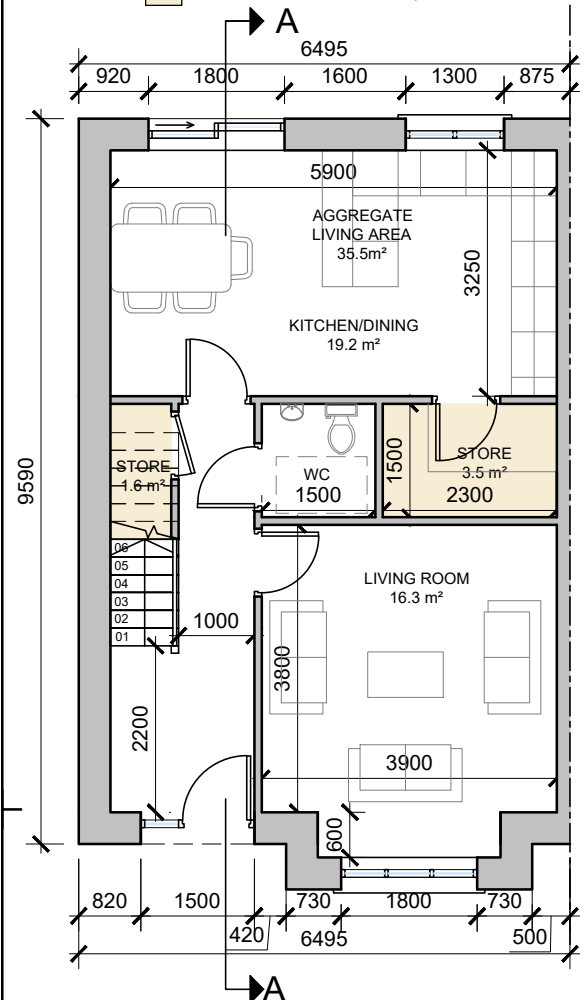 A
6495
920 1800 1600 1300 875
5900
AGGREGATE
LIVING AREA
35.5m²
3250
KITCHEN/DINING
19.2 m²
9590
STORE
1.6 m²
WC
1500
1500
STORE
3.5 m²
2300
06
05
04
03
02
01
LIVING ROOM
16.3 m²
1000
3800
2200
3900
600
820 1500 730 1800 730
420 6495 500
A